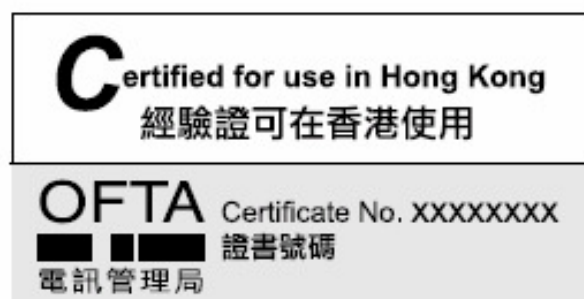 Certified for use in Hong Kong
經驗證可在香港使用
OFTA Certificate No. XXXXXXXX
證書號碼
電訊管理局